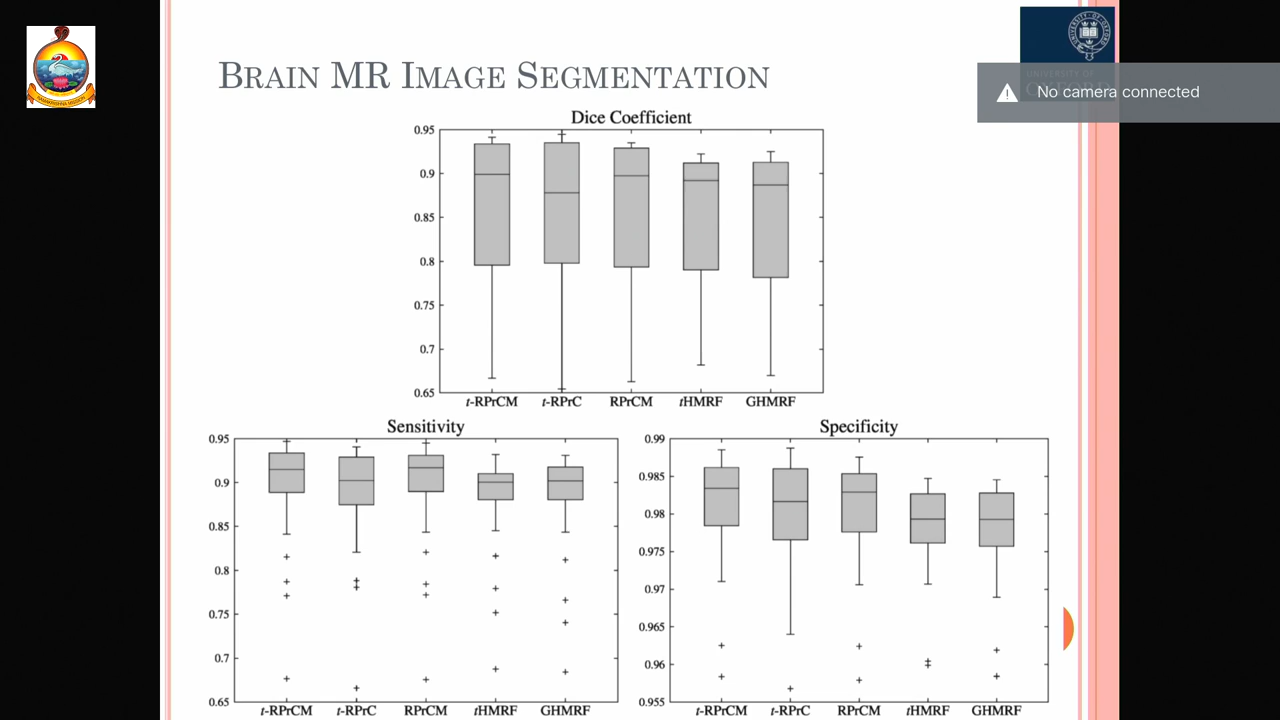 BRAIN MR IMAGE SEGMENTATION
UNIVERSITY OF OXFORD
No camera connected
Dice Coefficient
0.95
0.9
0.85
0.8
0.75
0.7
0.65
t-RPrCM t-RPrC RPrCM tHMRF GHMRF
Sensitivity
0.95
0.9
0.85
0.8
0.75
0.7
0.65
t-RPrCM t-RPrC RPrCM tHMRF GHMRF
Specificity
0.99
0.985
0.98
0.975
0.97
0.965
0.96
0.955
t-RPrCM t-RPrC RPrCM tHMRF GHMRF